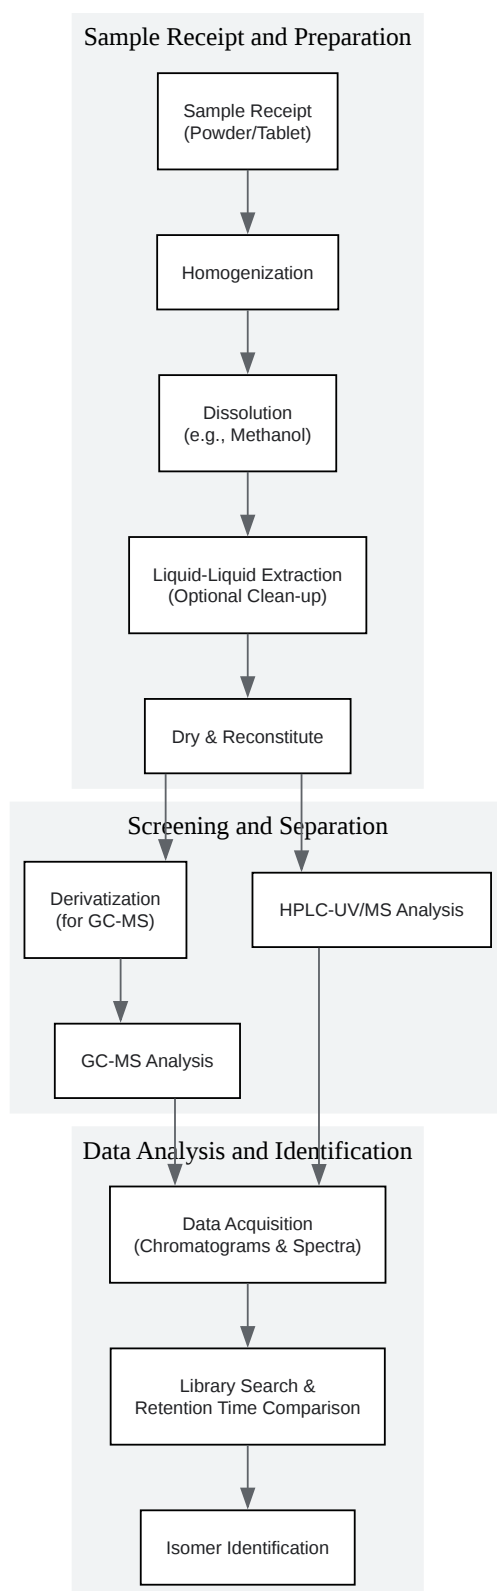 Sample Receipt and Preparation
Sample Receipt
(Powder/Tablet)
Homogenization
Dissolution
(e.g., Methanol)
Liquid-Liquid Extraction
(Optional Clean-up)
Dry & Reconstitute
Screening and Separation
Derivatization
(for GC-MS)
HPLC-UV/MS Analysis
GC-MS Analysis
Data Analysis and Identification
Data Acquisition
(Chromatograms & Spectra)
Library Search &
Retention Time Comparison
Isomer Identification